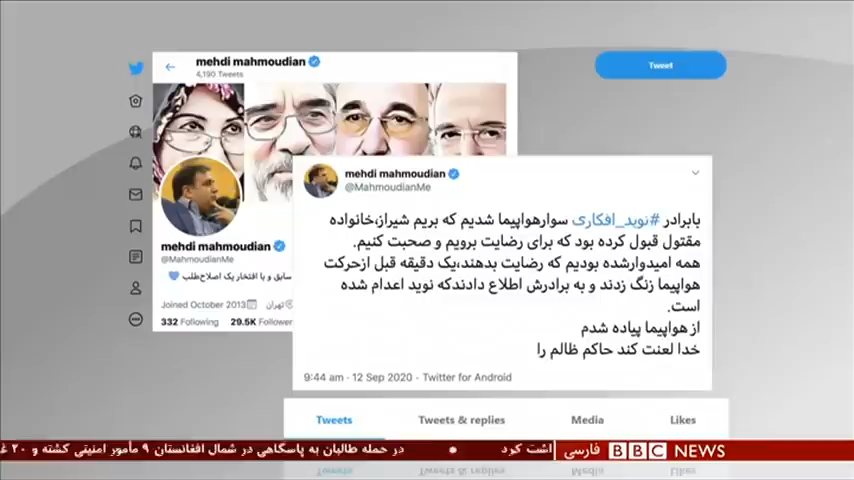 mehdi mahmoudian
4,190 Tweets
Tweet
mehdi mahmoudian
@MahmoudianMe
بابرادر #نوید_افکاری سوارهواپیما شدیم که بریم شیراز،خانواده
مقتول قبول کرده بود که برای رضایت برویم و صحبت کنیم.
همه امیدوارشده بودیم که رضایت بدهند،یک دقیقه قبل ازحرکت
هواپیما زنگ زدند و به برادرش اطلاع دادندکه نوید اعدام شده
است.
از هواپیما پیاده شدم
خدا لعنت کند حاکم ظالم را
9:44 am · 12 Sep 2020 · Twitter for Android
mehdi mahmoudian
@MahmoudianMe
سابق و با افتخار یک اصلاح‌طلب
Joined October 2013
تهران
332 Following 29.5K Followers
Tweets Tweets & replies Media Likes
در حمله طالبان به پاسگاهی در شمال افغانستان ۹ مأمور امنیتی کشته و ۲۰
فارسی BBC NEWS